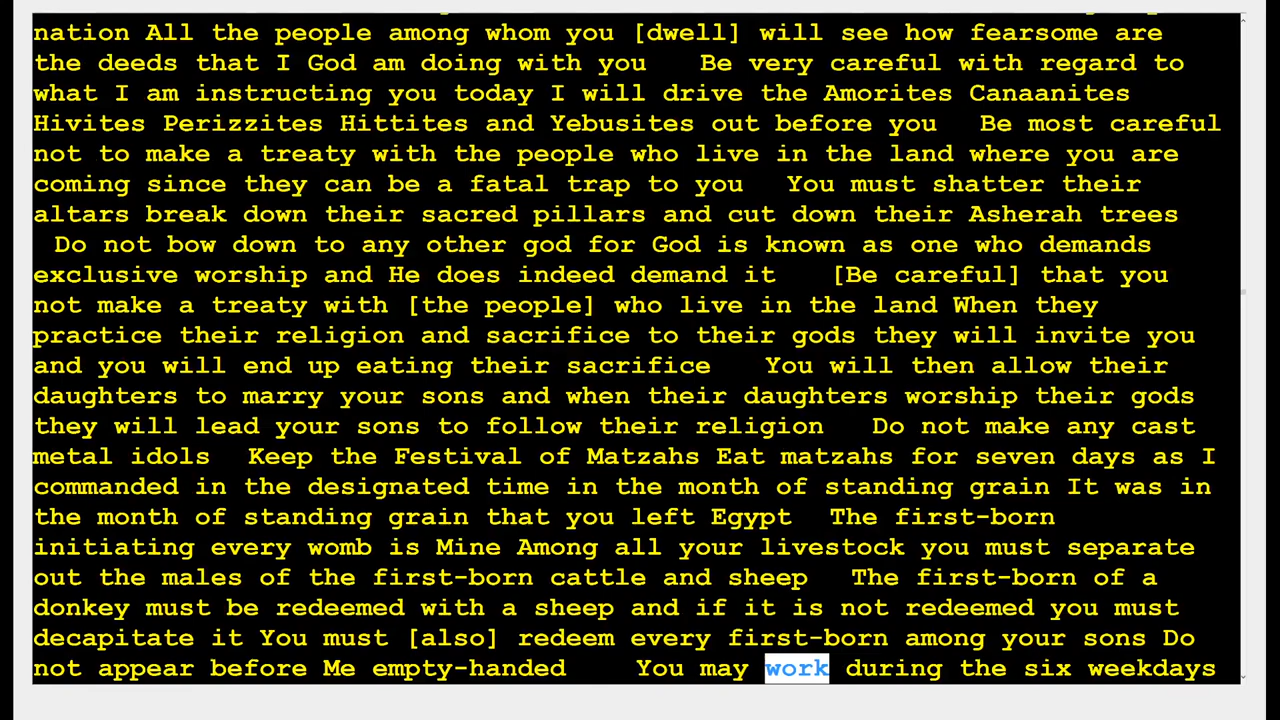 nation All the people among whom you [dwell] will see how fearsome are
the deeds that I God am doing with you Be very careful with regard to
what I am instructing you today I will drive the Amorites Canaanites
Hivites Perizzites Hittites and Yebusites out before you Be most careful
not to make a treaty with the people who live in the land where you are
coming since they can be a fatal trap to you You must shatter their
altars break down their sacred pillars and cut down their Asherah trees
Do not bow down to any other god for God is known as one who demands
exclusive worship and He does indeed demand it [Be careful] that you
not make a treaty with [the people] who live in the land When they
practice their religion and sacrifice to their gods they will invite you
and you will end up eating their sacrifice You will then allow their
daughters to marry your sons and when their daughters worship their gods
they will lead your sons to follow their religion Do not make any cast
metal idols Keep the Festival of Matzahs Eat matzahs for seven days as I
commanded in the designated time in the month of standing grain It was in
the month of standing grain that you left Egypt The first-born
initiating every womb is Mine Among all your livestock you must separate
out the males of the first-born cattle and sheep The first-born of a
donkey must be redeemed with a sheep and if it is not redeemed you must
decapitate it You must [also] redeem every first-born among your sons Do
not appear before Me empty-handed You may work during the six weekdays